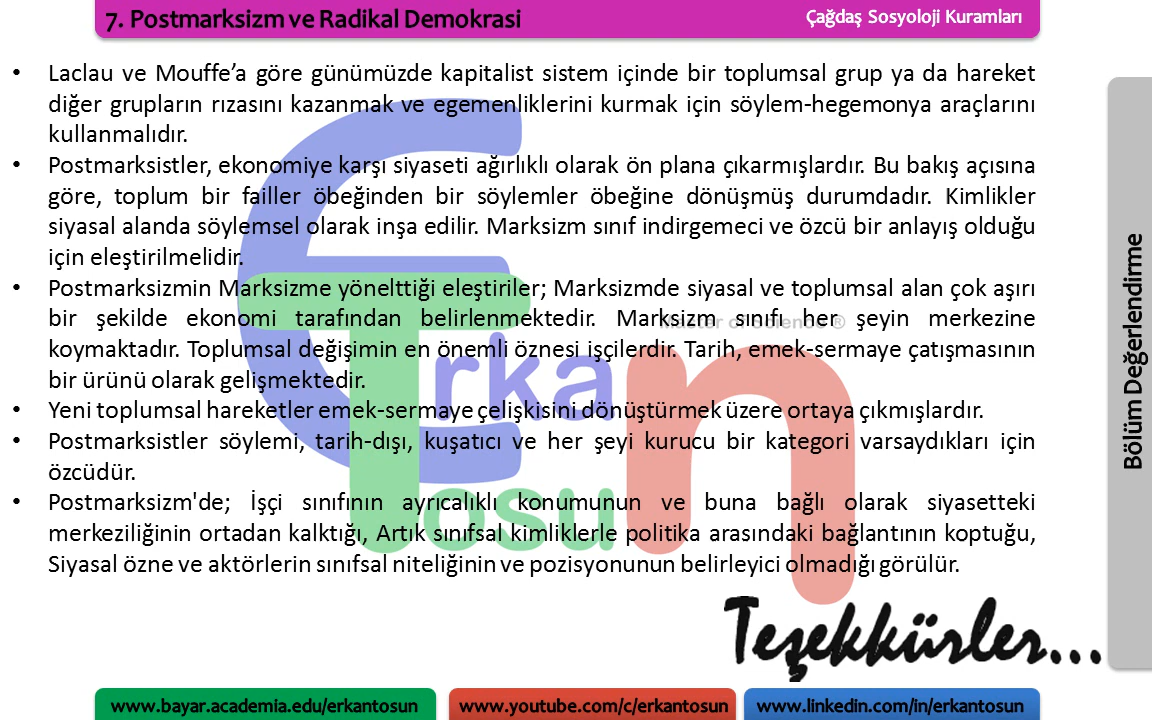 7. Postmarksizm ve Radikal Demokrasi
Çağdaş Sosyoloji Kuramları
• Laclau ve Mouffe’a göre günümüzde kapitalist sistem içinde bir toplumsal grup ya da hareket
diğer grupların rızasını kazanmak ve egemenliklerini kurmak için söylem-hegemonya araçlarını
kullanmalıdır.
• Postmarksistler, ekonomiye karşı siyaseti ağırlıklı olarak ön plana çıkarmışlardır. Bu bakış açısına
göre, toplum bir failler öbeğinden bir söylemler öbeğine dönüşmüş durumdadır. Kimlikler
siyasal alanda söylemsel olarak inşa edilir. Marksizm sınıf indirgemeci ve özcü bir anlayış olduğu
için eleştirilmelidir.
• Postmarksizmin Marksizme yönelttiği eleştiriler; Marksizmde siyasal ve toplumsal alan çok aşırı
bir şekilde ekonomi tarafından belirlenmektedir. Marksizm sınıfı her şeyin merkezine
koymaktadır. Toplumsal değişimin en önemli öznesi işçilerdir. Tarih, emek-sermaye çatışmasının
bir ürünü olarak gelişmektedir.
• Yeni toplumsal hareketler emek-sermaye çelişkisini dönüştürmek üzere ortaya çıkmışlardır.
• Postmarksistler söylemi, tarih-dışı, kuşatıcı ve her şeyi kurucu bir kategori varsaydıkları için
özcüdür.
• Postmarksizm'de; İşçi sınıfının ayrıcalıklı konumunun ve buna bağlı olarak siyasetteki
merkeziliğinin ortadan kalktığı, Artık sınıfsal kimliklerle politika arasındaki bağlantının koptuğu,
Siyasal özne ve aktörlerin sınıfsal niteliğinin ve pozisyonunun belirleyici olmadığı görülür.
Erkan
Tosun
Master of Science ®
Bölüm Değerlendirme
Teşekkürler...
www.bayar.academia.edu/erkantosun
www.youtube.com/c/erkantosun
www.linkedin.com/in/erkantosun